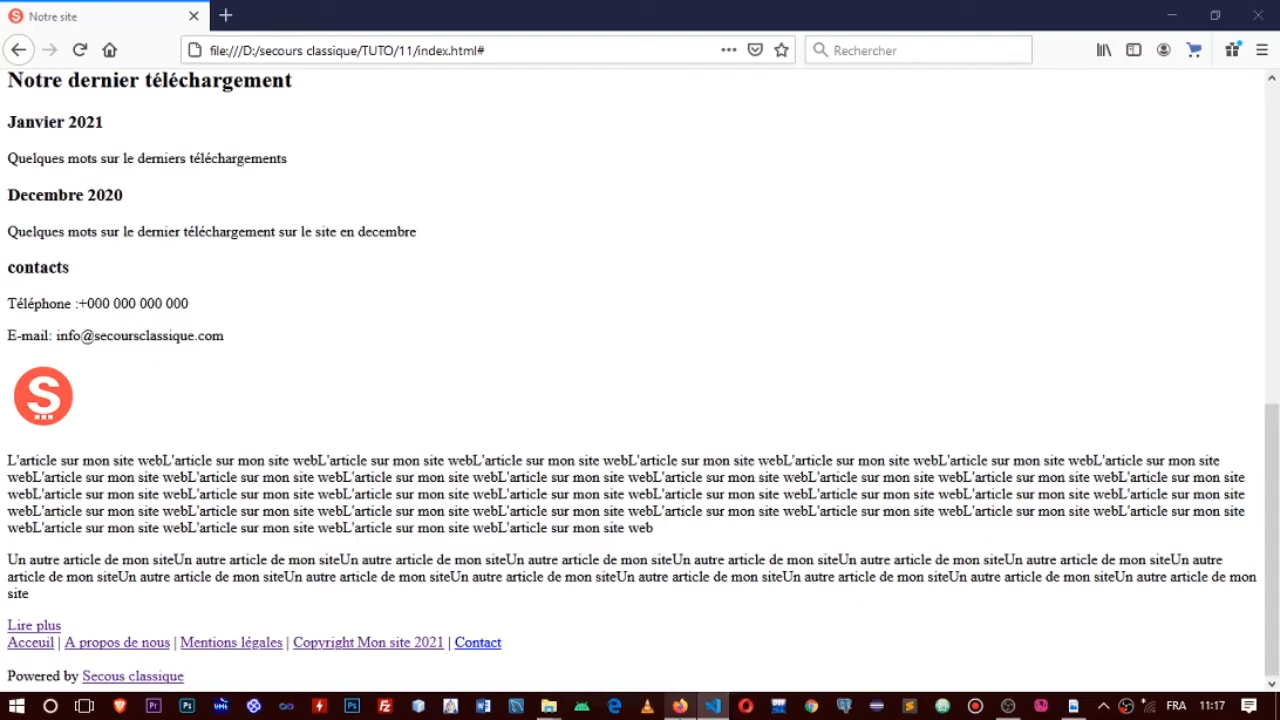 Notre site
file:///D:/secours classique/TUTO/11/index.html#
Rechercher
Notre dernier téléchargement
Janvier 2021
Quelques mots sur le derniers téléchargements
Decembre 2020
Quelques mots sur le dernier téléchargement sur le site en decembre
contacts
Téléphone :+000 000 000 000
E-mail: info@secoursclassique.com
S
L'article sur mon site webL'article sur mon site webL'article sur mon site webL'article sur mon site webL'article sur mon site webL'article sur mon site webL'article sur mon site webL'article sur mon site
webL'article sur mon site webL'article sur mon site webL'article sur mon site webL'article sur mon site webL'article sur mon site webL'article sur mon site webL'article sur mon site webL'article sur mon site
webL'article sur mon site webL'article sur mon site webL'article sur mon site webL'article sur mon site webL'article sur mon site webL'article sur mon site webL'article sur mon site webL'article sur mon site
webL'article sur mon site webL'article sur mon site webL'article sur mon site webL'article sur mon site webL'article sur mon site webL'article sur mon site webL'article sur mon site webL'article sur mon site
webL'article sur mon site webL'article sur mon site webL'article sur mon site webL'article sur mon site web
Un autre article de mon siteUn autre article de mon siteUn autre article de mon siteUn autre article de mon siteUn autre article de mon siteUn autre article de mon siteUn autre article de mon siteUn autre
article de mon siteUn autre article de mon siteUn autre article de mon siteUn autre article de mon siteUn autre article de mon siteUn autre article de mon siteUn autre article de mon siteUn autre article de mon
site
Lire plus
Acceuil | A propos de nous | Mentions légales | Copyright Mon site 2021 | Contact
Powered by Secous classique
FRA 11:17